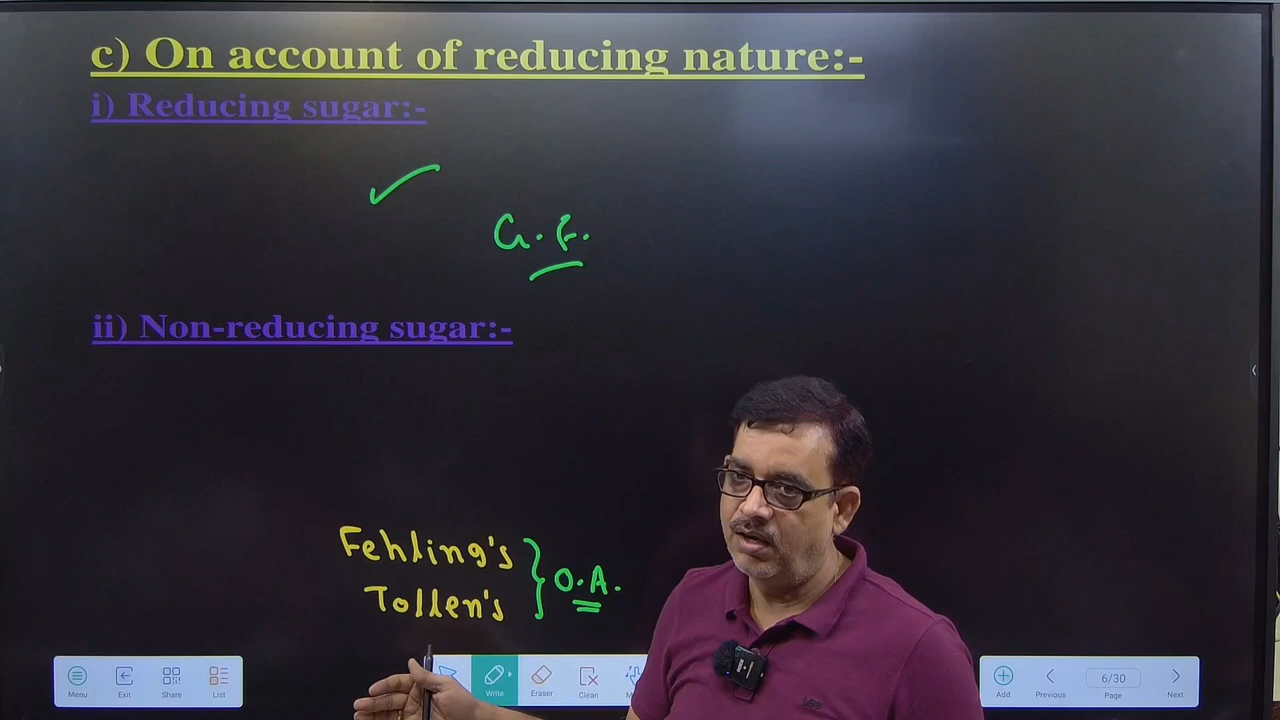 c) On account of reducing nature:-
i) Reducing sugar:-
ii) Non-reducing sugar:-
Fehling's
Tollen's
O.A.
Menu
Exit
Share
List
Write
Eraser
Clean
Add
Previous
6/30
Page
Next